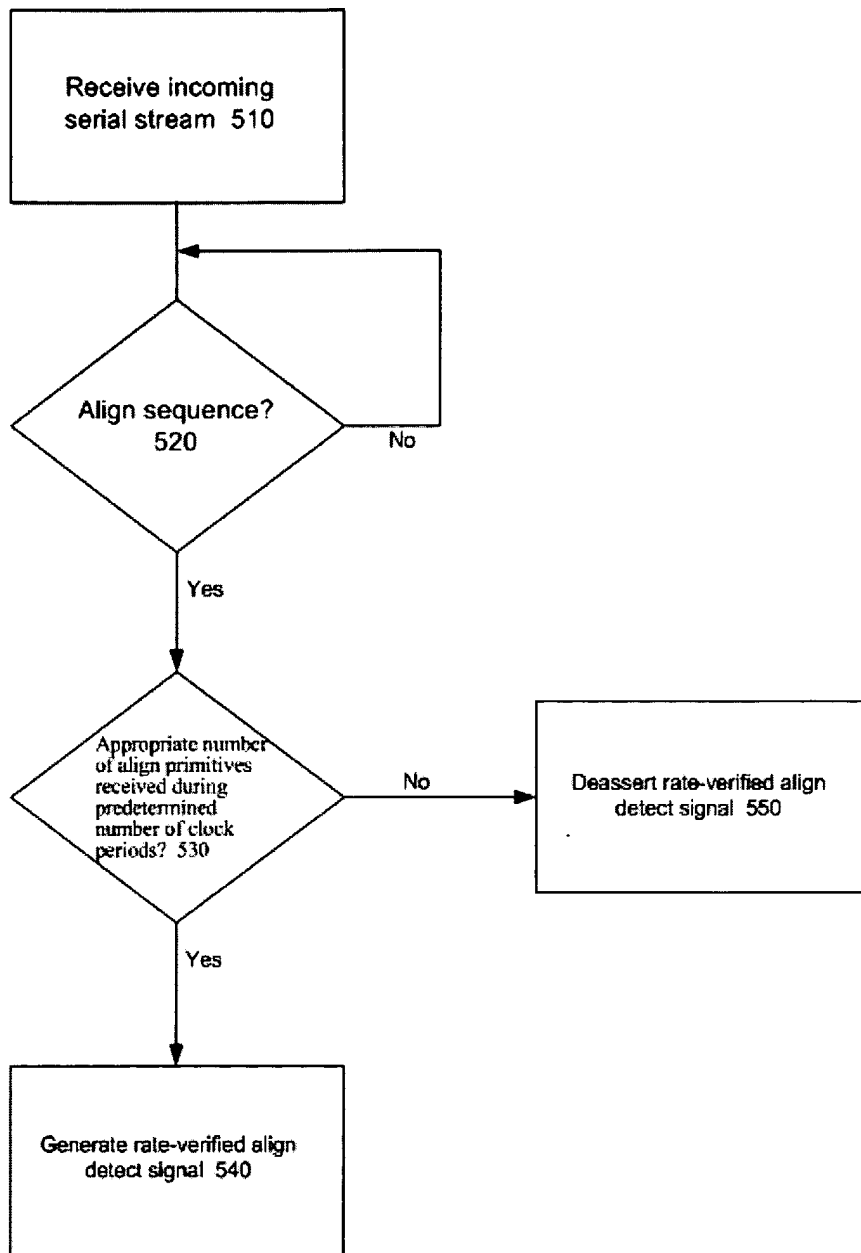 Receive incoming
serial stream 510
Align sequence?
520
No
Yes
Appropriate number
of align primitives
received during
predetermined
number of clock
periods? 530
No
Deassert rate-verified align
detect signal 550
Yes
Generate rate-verified align
detect signal 540